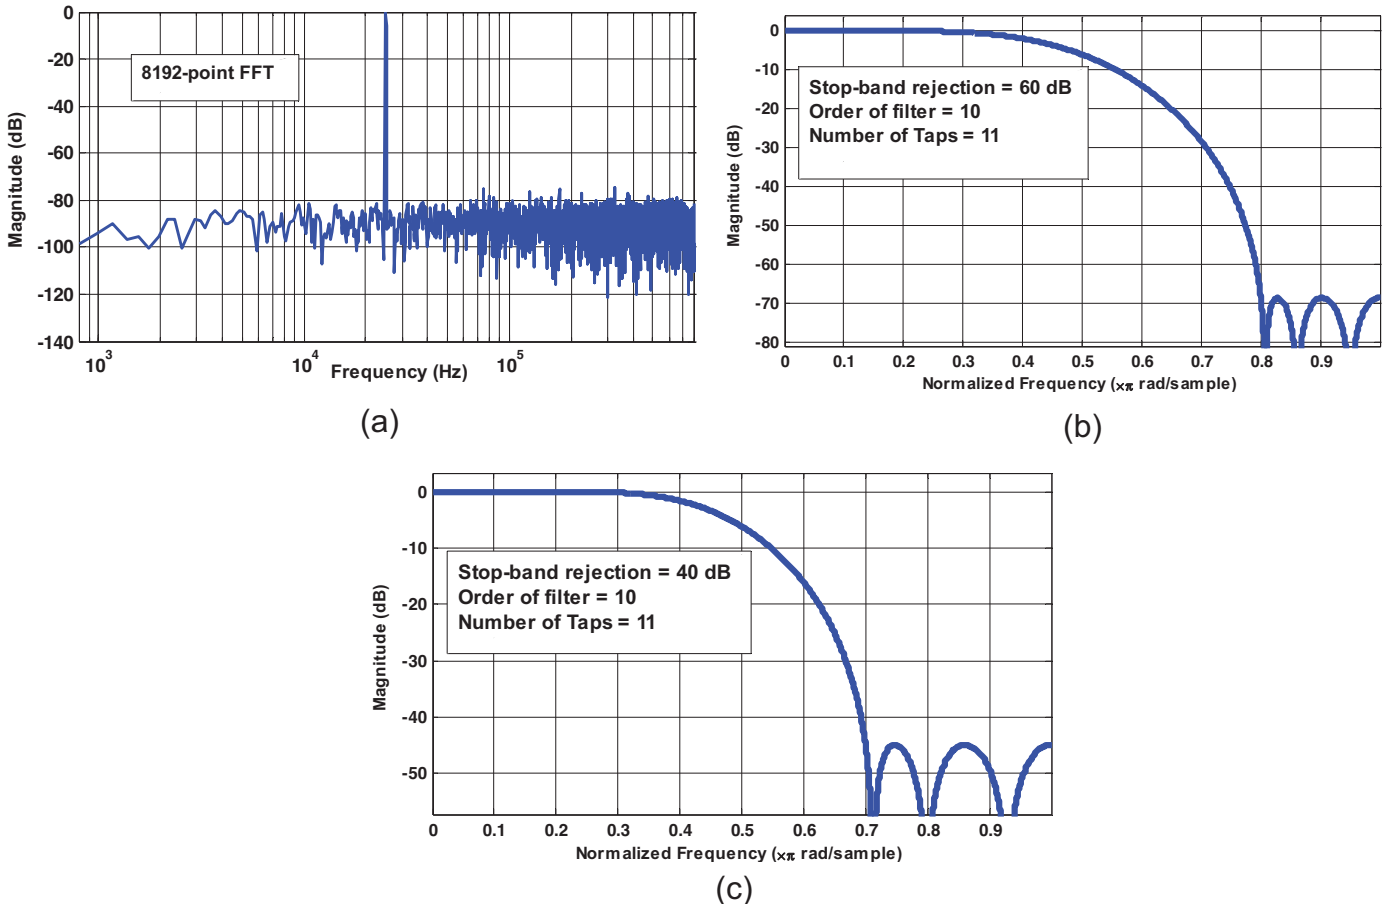 0
-20
-40
-60
-80
-100
-120
-140
Magnitude (dB)
8192-point FFT
10^3
10^4
10^5
Frequency (Hz)
(a)
0
-10
-20
-30
-40
-50
-60
-70
-80
Magnitude (dB)
Stop-band rejection = 60 dB
Order of filter = 10
Number of Taps = 11
0 0.1 0.2 0.3 0.4 0.5 0.6 0.7 0.8 0.9
Normalized Frequency (×π rad/sample)
(b)
0
-10
-20
-30
-40
-50
Magnitude (dB)
Stop-band rejection = 40 dB
Order of filter = 10
Number of Taps = 11
0 0.1 0.2 0.3 0.4 0.5 0.6 0.7 0.8 0.9
Normalized Frequency (×π rad/sample)
(c)